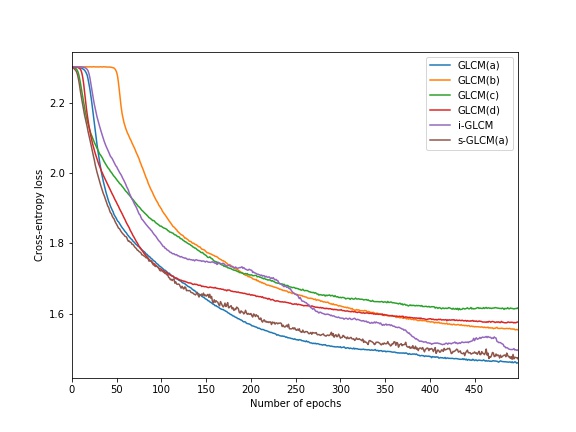 GLCM(a)
GLCM(b)
GLCM(c)
GLCM(d)
i-GLCM
s-GLCM(a)
Cross-entropy loss
2.2
2.0
1.8
1.6
0 50 100 150 200 250 300 350 400 450
Number of epochs